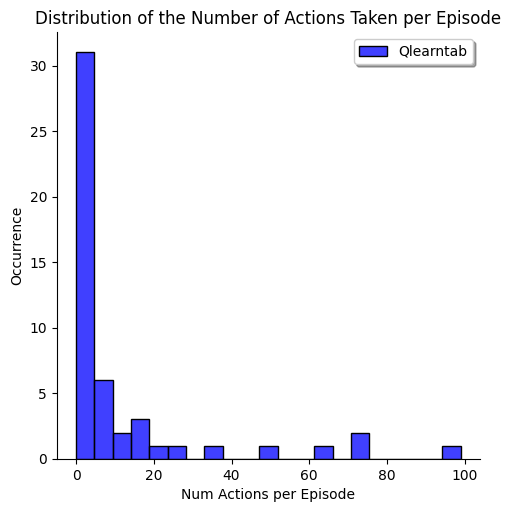 Distribution of the Number of Actions Taken per Episode
Qlearntab
Occurrence
30
25
20
15
10
5
0
0 20 40 60 80 100
Num Actions per Episode